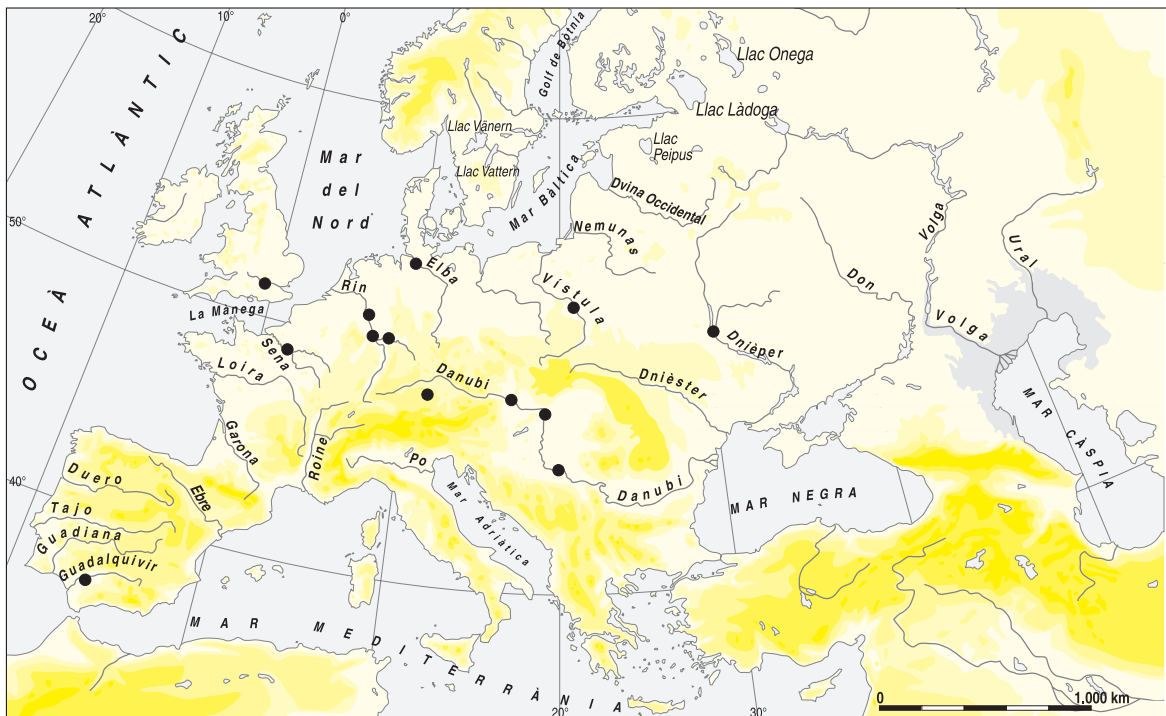 20°
10°
0°
50°
40°
20°
30°
OCEÀ ATLÀNTIC
Mar
del
Nord
Golf de Bòtnia
Llac Onega
Llac Làdoga
Llac
Peipus
Llac Vänern
Llac Vattern
Mar Bàltica
Dvina Occidental
Nemunas
Vístula
Elba
Rin
La Mànega
Sena
Loira
Garona
Roine
Danubi
Dnièster
Dnièper
Don
Volga
Volga
Ural
MAR CÀSPIA
MAR NEGRA
Danubi
Po
Mar Adriàtica
Duero
Tajo
Guadiana
Guadalquivir
Ebre
MAR MEDITERRÀNIA
0 1.000 km